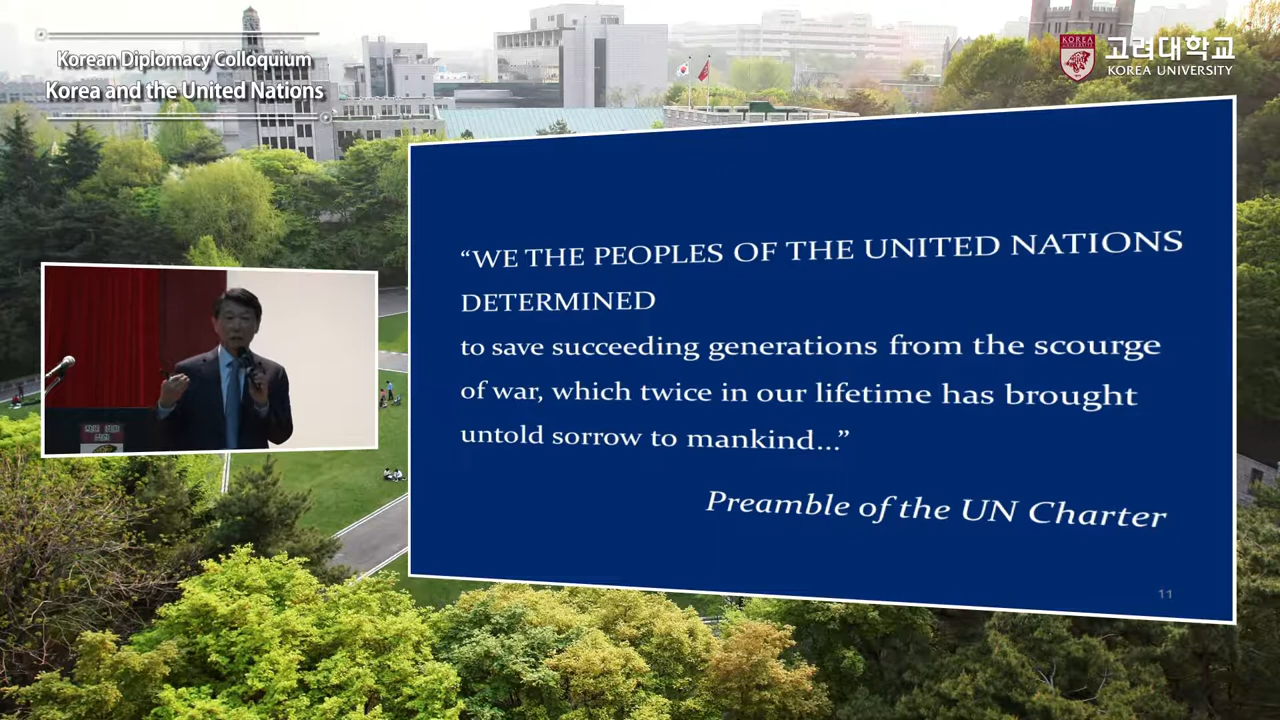 Korean Diplomacy Colloquium
Korea and the United Nations
KOREA
고려대학교
KOREA UNIVERSITY
“WE THE PEOPLES OF THE UNITED NATIONS
DETERMINED
to save succeeding generations from the scourge
of war, which twice in our lifetime has brought
untold sorrow to mankind...”
Preamble of the UN Charter
11